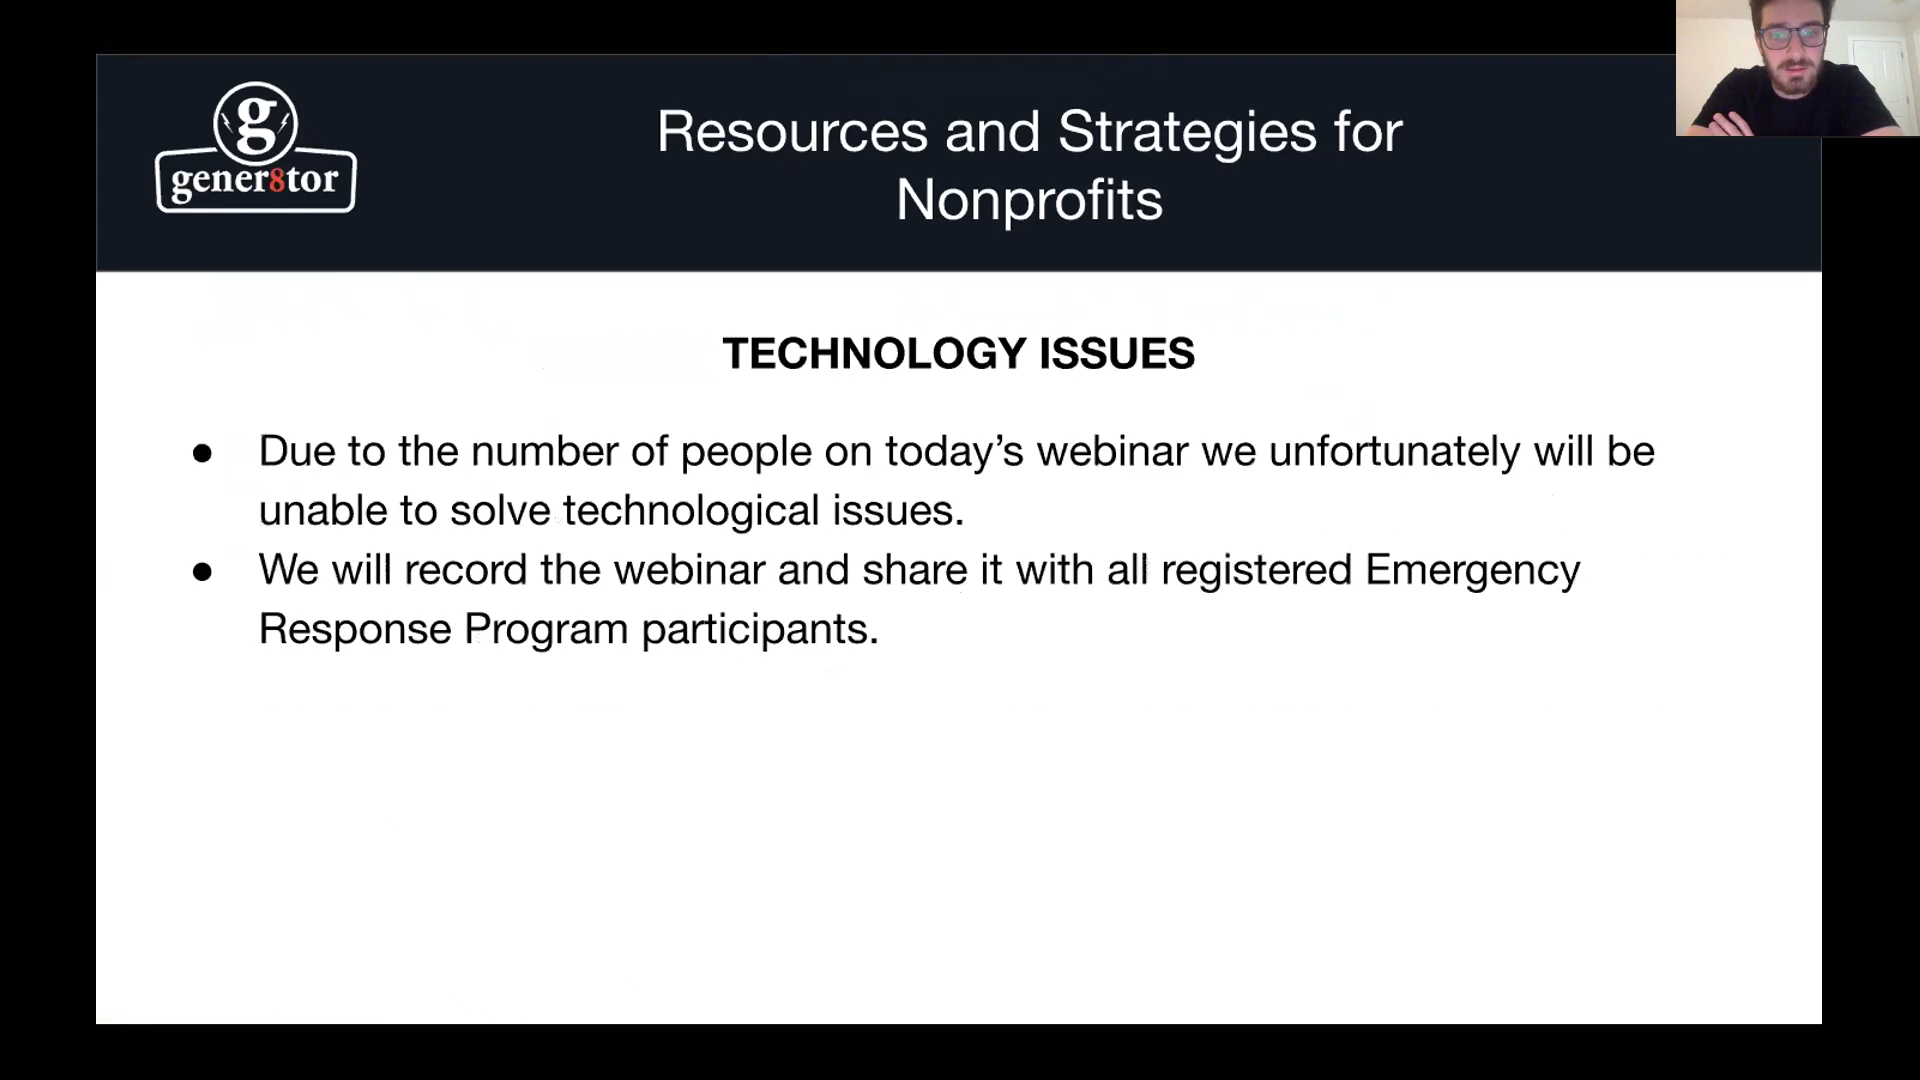 g
gener8tor
Resources and Strategies for
Nonprofits
TECHNOLOGY ISSUES
● Due to the number of people on today’s webinar we unfortunately will be
unable to solve technological issues.
● We will record the webinar and share it with all registered Emergency
Response Program participants.